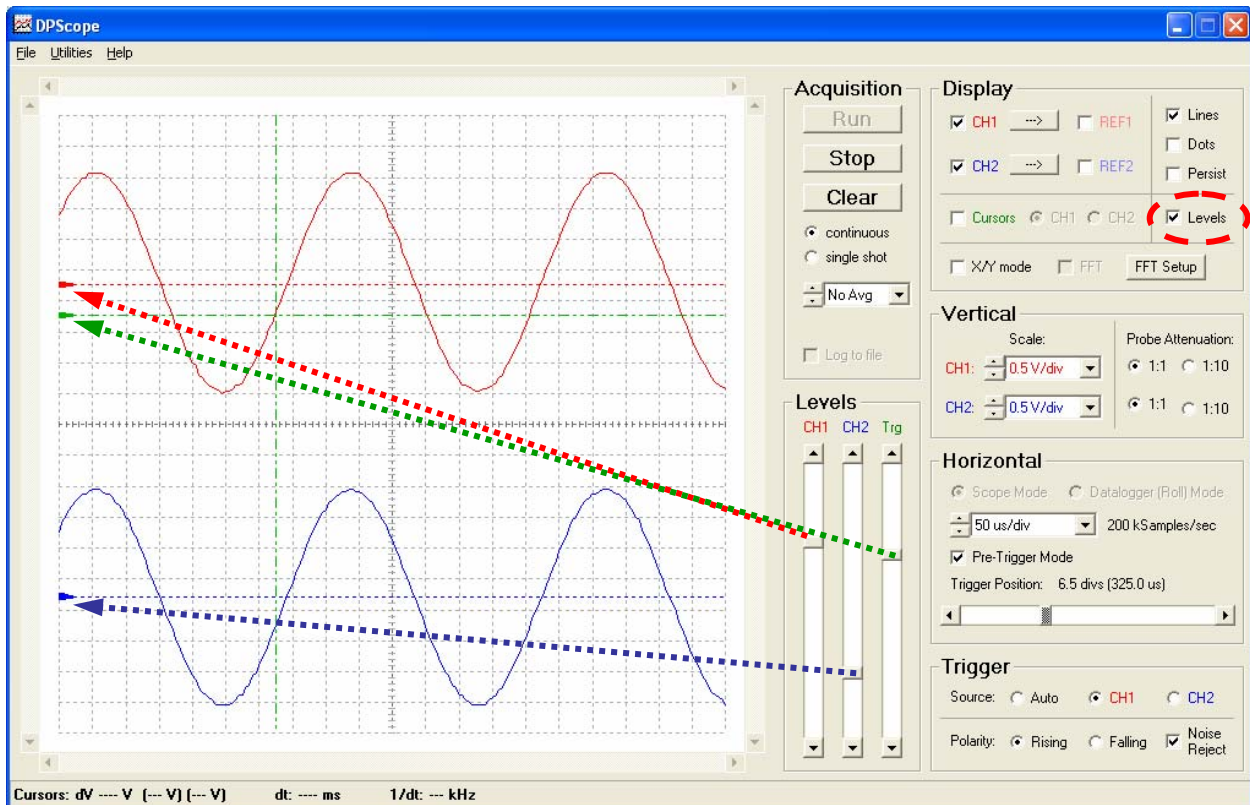 DPScope
File Utilities Help
Acquisition
Run
Stop
Clear
continuous
single shot
No Avg
Log to file
Levels
CH1 CH2 Trg
Display
CH1 ---> REF1
CH2 ---> REF2
Lines
Dots
Persist
Cursors CH1 CH2
Levels
X/Y mode FFT FFT Setup
Vertical
Scale: Probe Attenuation:
CH1: 0.5 V/div 1:1 1:10
CH2: 0.5 V/div 1:1 1:10
Horizontal
Scope Mode Datalogger (Roll) Mode
50 us/div 200 kSamples/sec
Pre-Trigger Mode
Trigger Position: 6.5 divs (325.0 us)
Trigger
Source: Auto CH1 CH2
Polarity: Rising Falling Noise
Reject
Cursors: dV ---- V (--- V) (--- V) dt: ---- ms 1/dt: --- kHz